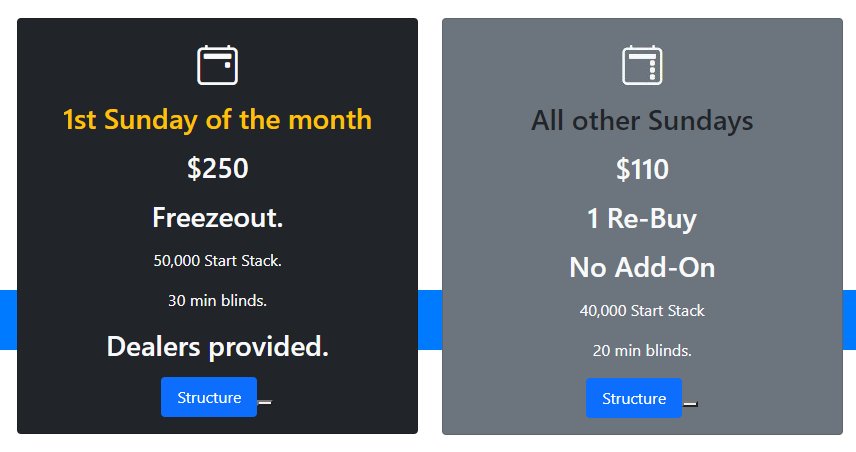 1st Sunday of the month
$250
Freezeout.
50,000 Start Stack.
30 min blinds.
Dealers provided.
Structure
All other Sundays
$110
1 Re-Buy
No Add-On
40,000 Start Stack
20 min blinds.
Structure